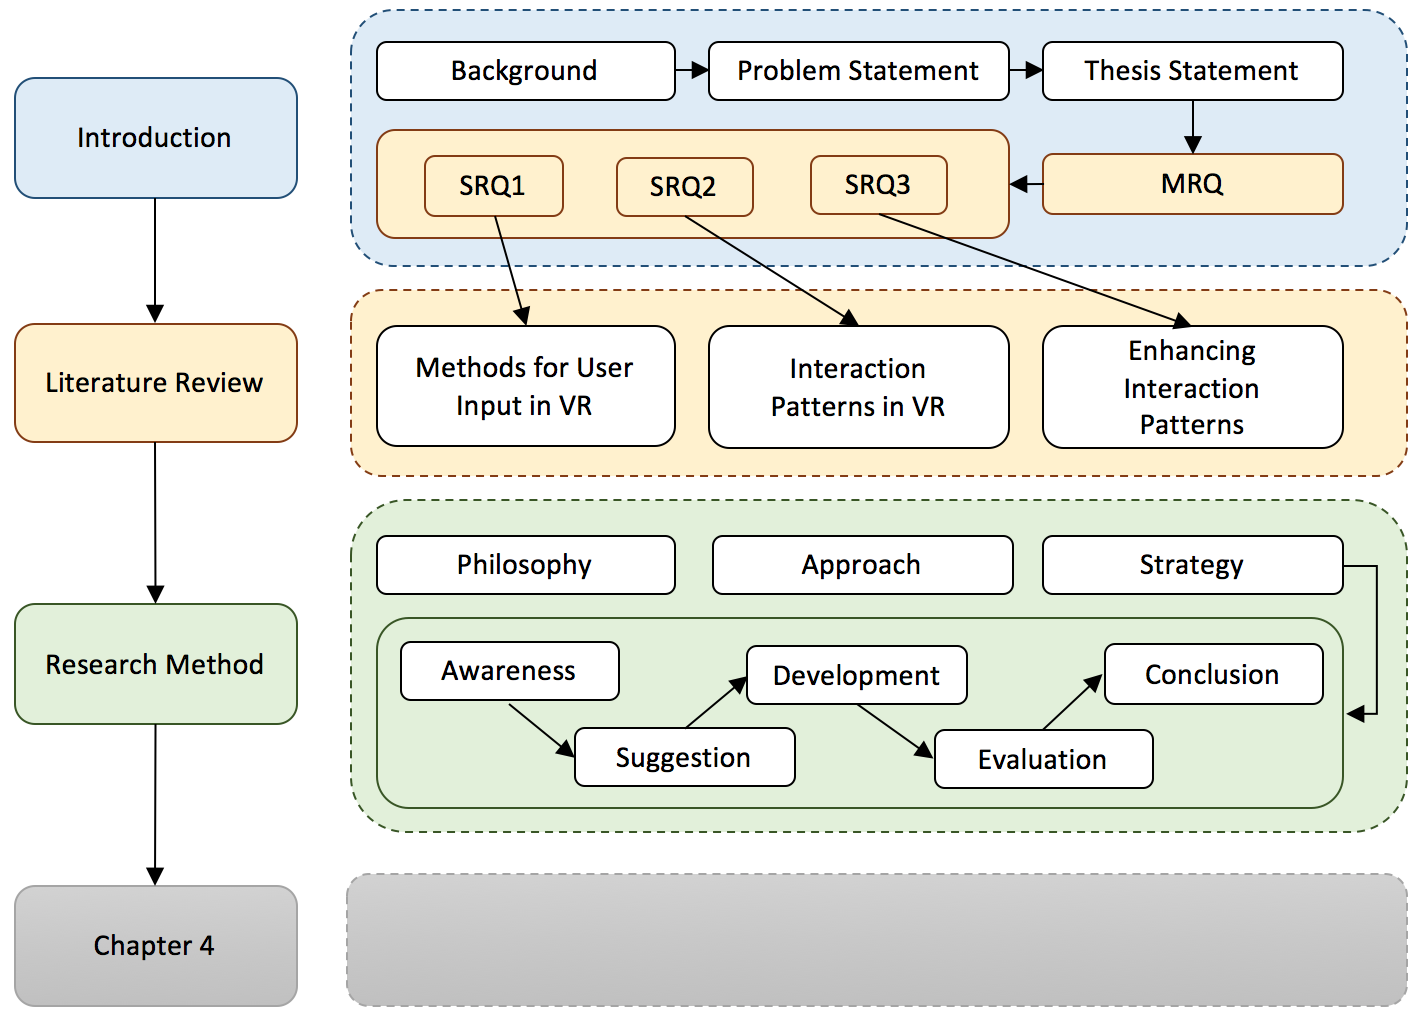 Introduction
Background
Problem Statement
Thesis Statement
SRQ1
SRQ2
SRQ3
MRQ
Literature Review
Methods for User
Input in VR
Interaction
Patterns in VR
Enhancing
Interaction
Patterns
Research Method
Philosophy
Approach
Strategy
Awareness
Suggestion
Development
Evaluation
Conclusion
Chapter 4